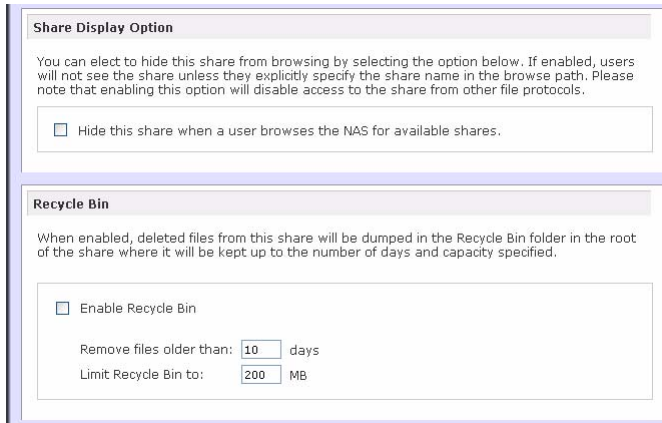 Share Display Option
You can elect to hide this share from browsing by selecting the option below. If enabled, users
will not see the share unless they explicitly specify the share name in the browse path. Please
note that enabling this option will disable access to the share from other file protocols.
Hide this share when a user browses the NAS for available shares.
Recycle Bin
When enabled, deleted files from this share will be dumped in the Recycle Bin folder in the root
of the share where it will be kept up to the number of days and capacity specified.
Enable Recycle Bin
Remove files older than: 10 days
Limit Recycle Bin to: 200 MB